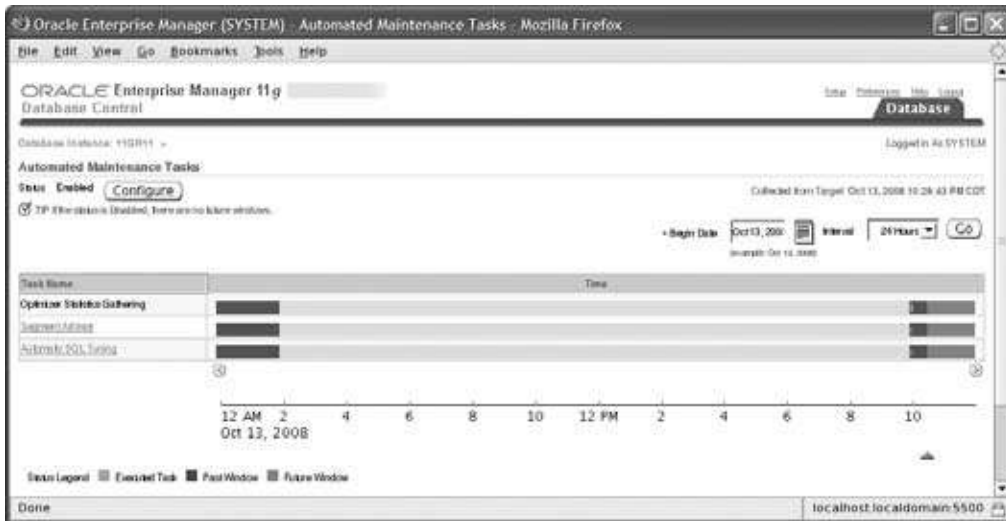 Oracle Enterprise Manager (SYSTEM) - Automated Maintenance Tasks - Mozilla Firefox
File Edit View Go Bookmarks Tools Help
ORACLE Enterprise Manager 11g
Database Control
Setup Preferences Help Logout
Database
Database Instance: 11GR11
Logged in As SYSTEM
Automated Maintenance Tasks
Status Enabled Configure
Collected from Target Oct 13, 2008 10:28:43 PM CDT
TIP If the status is Disabled, there are no future windows.
Begin Date Oct 13, 200 Interval 24 Hours Go
(example: Oct 13, 2008)
Task Name Time
Optimizer Statistics Gathering
Segment Advisor
Automatic SQL Tuning
12 AM 2 4 6 8 10 12 PM 2 4 6 8 10
Oct 13, 2008
Status Legend Executed Task Past Window Future Window
Done localhost.localdomain:5500